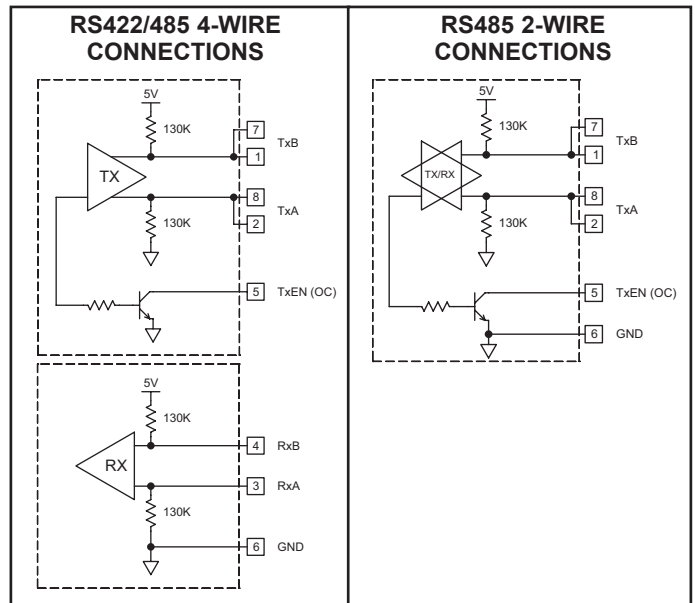 RS422/485 4-WIRE
CONNECTIONS
5V
130K
7
TxB
1
TX
8
TxA
130K
2
5 TxEN (OC)
5V
130K
4 RxB
RX
3 RxA
130K
6 GND
RS485 2-WIRE
CONNECTIONS
5V
130K
7
TxB
1
TX/RX
8
TxA
130K
2
5 TxEN (OC)
6 GND